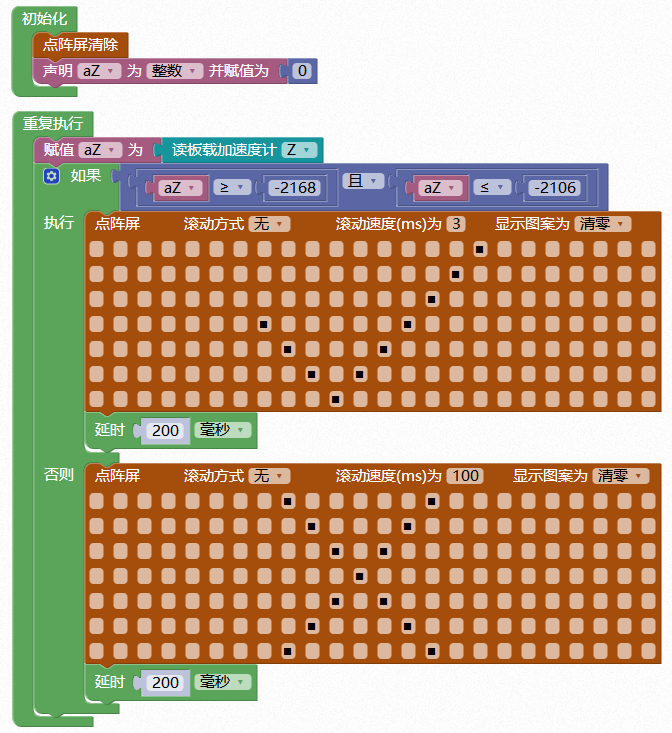 初始化
点阵屏清除
声明 aZ 为 整数 并赋值为 0
重复执行
赋值 aZ 为 读板载加速度计 Z
如果 aZ ≥ -2168 且 aZ ≤ -2106
执行 点阵屏 滚动方式 无 滚动速度(ms)为 3 显示图案为 清零
延时 200 毫秒
否则 点阵屏 滚动方式 无 滚动速度(ms)为 100 显示图案为 清零
延时 200 毫秒